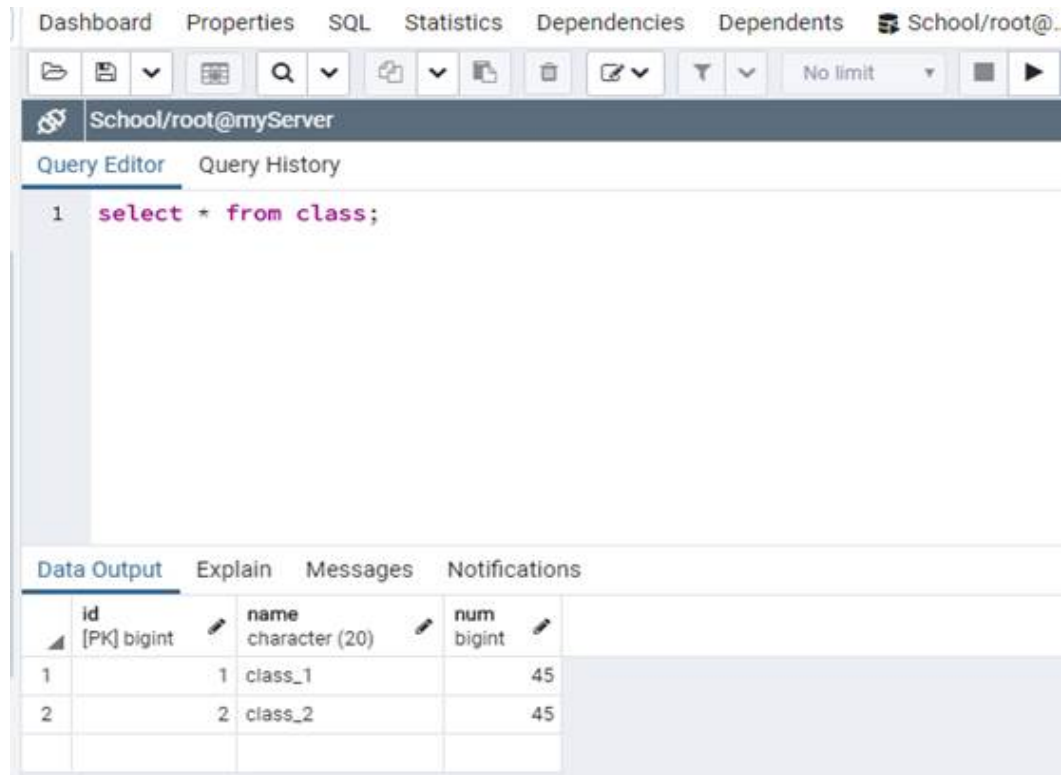 Dashboard Properties SQL Statistics Dependencies Dependents School/root@..
No limit
School/root@myServer
Query Editor Query History
1 select * from class;
Data Output Explain Messages Notifications
id name num
[PK] bigint character (20) bigint
1 1 class_1 45
2 2 class_2 45